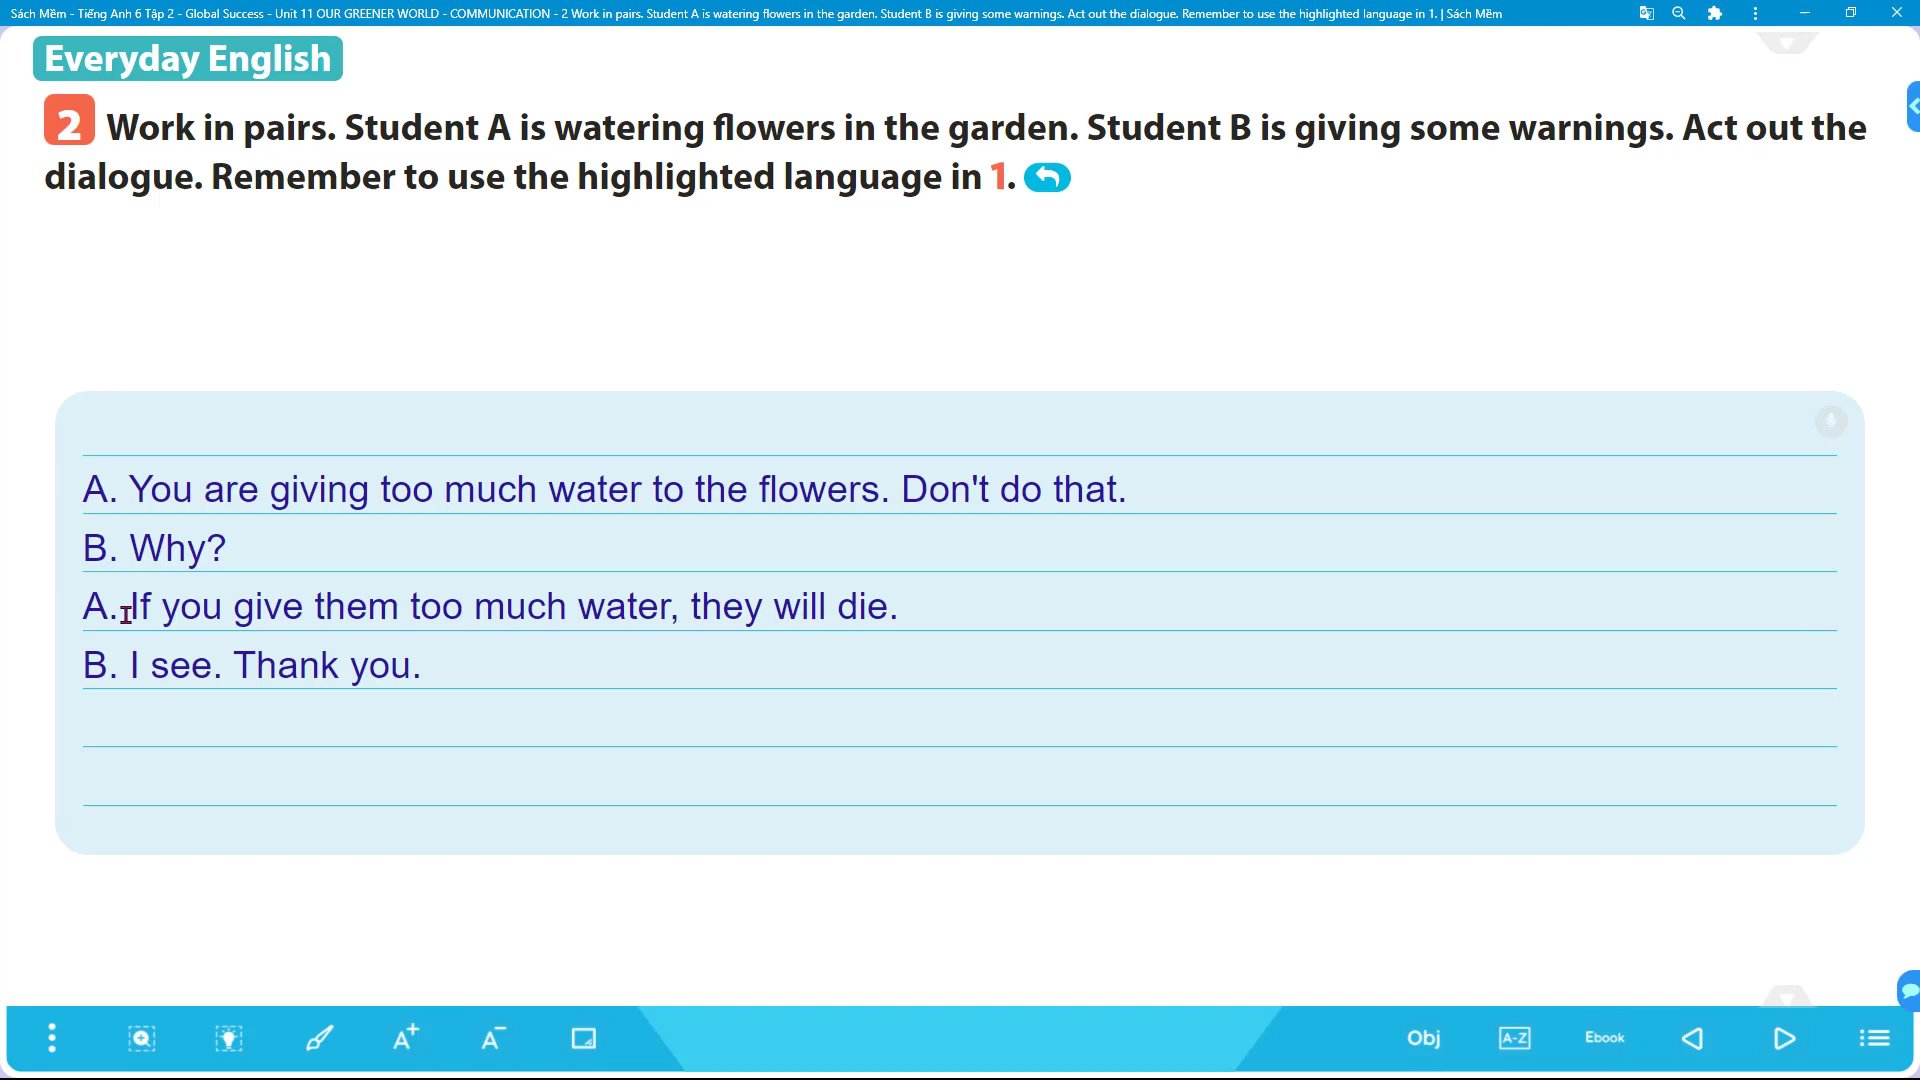 Sách Mềm - Tiếng Anh 6 Tập 2 - Global Success - Unit 11 OUR GREENER WORLD - COMMUNICATION - 2 Work in pairs. Student A is watering flowers in the garden. Student B is giving some warnings. Act out the dialogue. Remember to use the highlighted language in 1. | Sách Mềm
Everyday English
2 Work in pairs. Student A is watering flowers in the garden. Student B is giving some warnings. Act out the
dialogue. Remember to use the highlighted language in 1.
A. You are giving too much water to the flowers. Don't do that.
B. Why?
A. If you give them too much water, they will die.
B. I see. Thank you.
A+ A- Obj A-Z Ebook